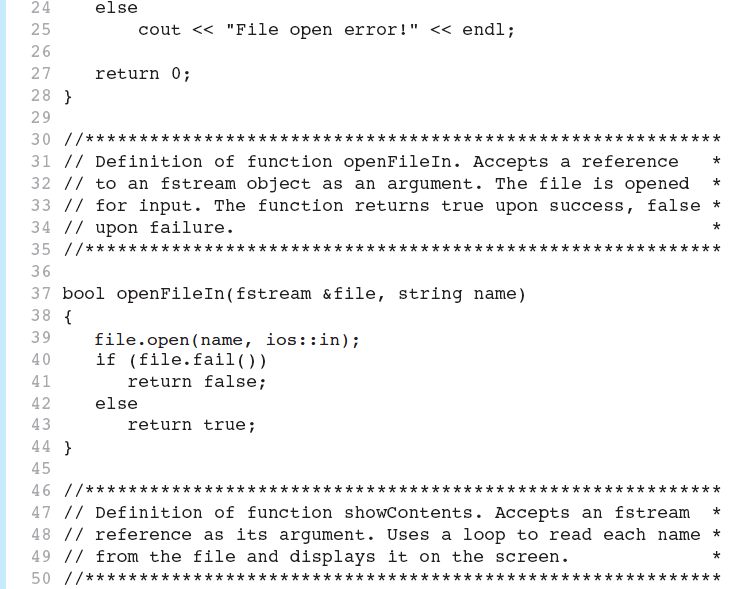 24    else
25        cout << "File open error!" << endl;
26
27    return 0;
28 }
29
30 //***********************************************************
31 // Definition of function openFileIn. Accepts a reference   *
32 // to an fstream object as an argument. The file is opened  *
33 // for input. The function returns true upon success, false *
34 // upon failure.                                            *
35 //***********************************************************
36
37 bool openFileIn(fstream &file, string name)
38 {
39    file.open(name, ios::in);
40    if (file.fail())
41       return false;
42    else
43       return true;
44 }
45
46 //***********************************************************
47 // Definition of function showContents. Accepts an fstream  *
48 // reference as its argument. Uses a loop to read each name *
49 // from the file and displays it on the screen.             *
50 //***********************************************************